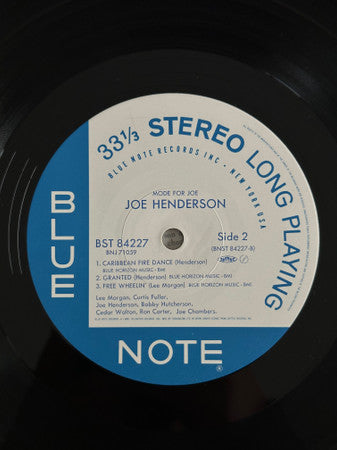 33 1/3 STEREO LONG PLAYING
BLUE NOTE RECORDS INC • NEW YORK USA
MODE FOR JOE
JOE HENDERSON
BST 84227
BNJ 71059
Side 2
(BNST 84227-B)
1. CARIBBEAN FIRE DANCE (Henderson)
BLUE HORIZON MUSIC - BMI
2. GRANTED (Henderson) BLUE HORIZON MUSIC - BMI
3. FREE WHEELIN' (Lee Morgan) BLUE HORIZON MUSIC - BMI
Lee Morgan, Curtis Fuller,
Joe Henderson, Bobby Hutcherson,
Cedar Walton, Ron Carter, Joe Chambers.
BLUE
NOTE
®